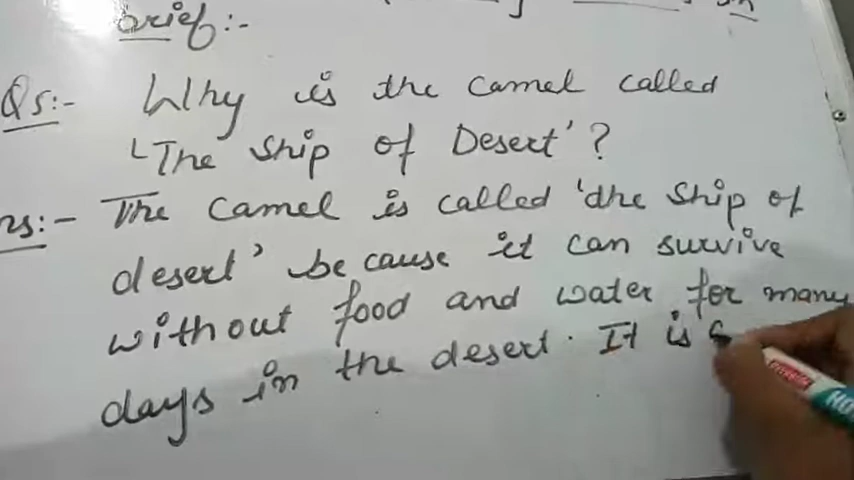 brief:-
Qs:- Why is the camel called
'The Ship of Desert'?
ns:- The camel is called 'the Ship of
desert' because it can survive
without food and water for many
days in the desert. It is